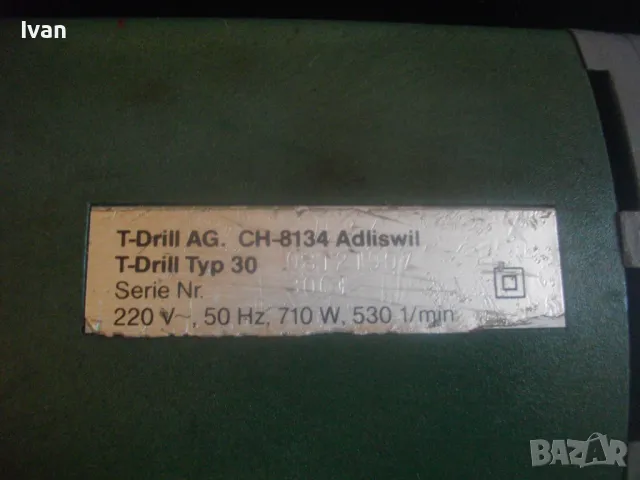 Ivan
T-Drill AG. CH-8134 Adliswil
T-Drill Typ 30
Serie Nr.
220 V~, 50 Hz, 710 W, 530 1/min
BAZAR